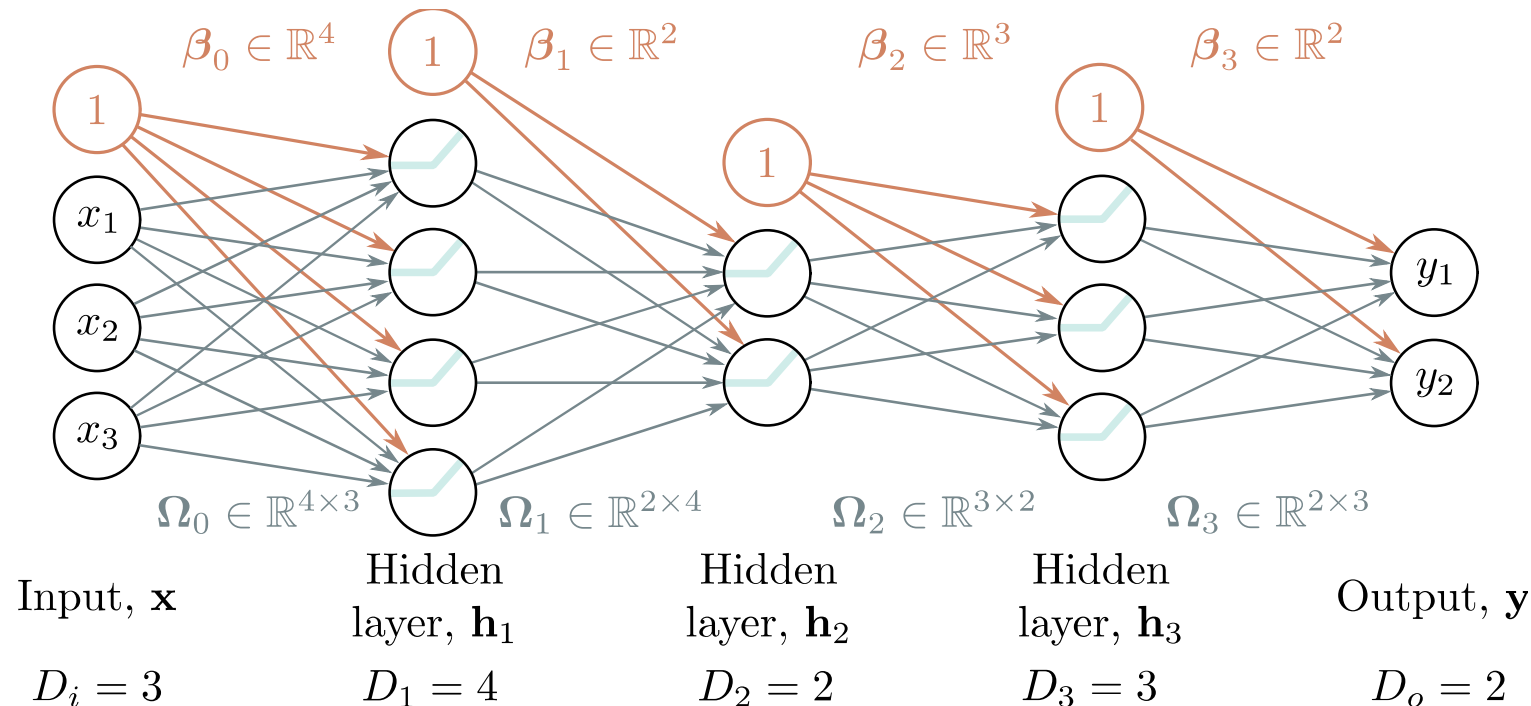 β₀ ∈ ℝ⁴
β₁ ∈ ℝ²
β₂ ∈ ℝ³
β₃ ∈ ℝ²
1
1
1
1
x₁
x₂
x₃
y₁
y₂
Ω₀ ∈ ℝ⁴ˣ³
Ω₁ ∈ ℝ²ˣ⁴
Ω₂ ∈ ℝ³ˣ²
Ω₃ ∈ ℝ²ˣ³
Input, x
Hidden
layer, h₁
Hidden
layer, h₂
Hidden
layer, h₃
Output, y
Dᵢ = 3
D₁ = 4
D₂ = 2
D₃ = 3
Dₒ = 2